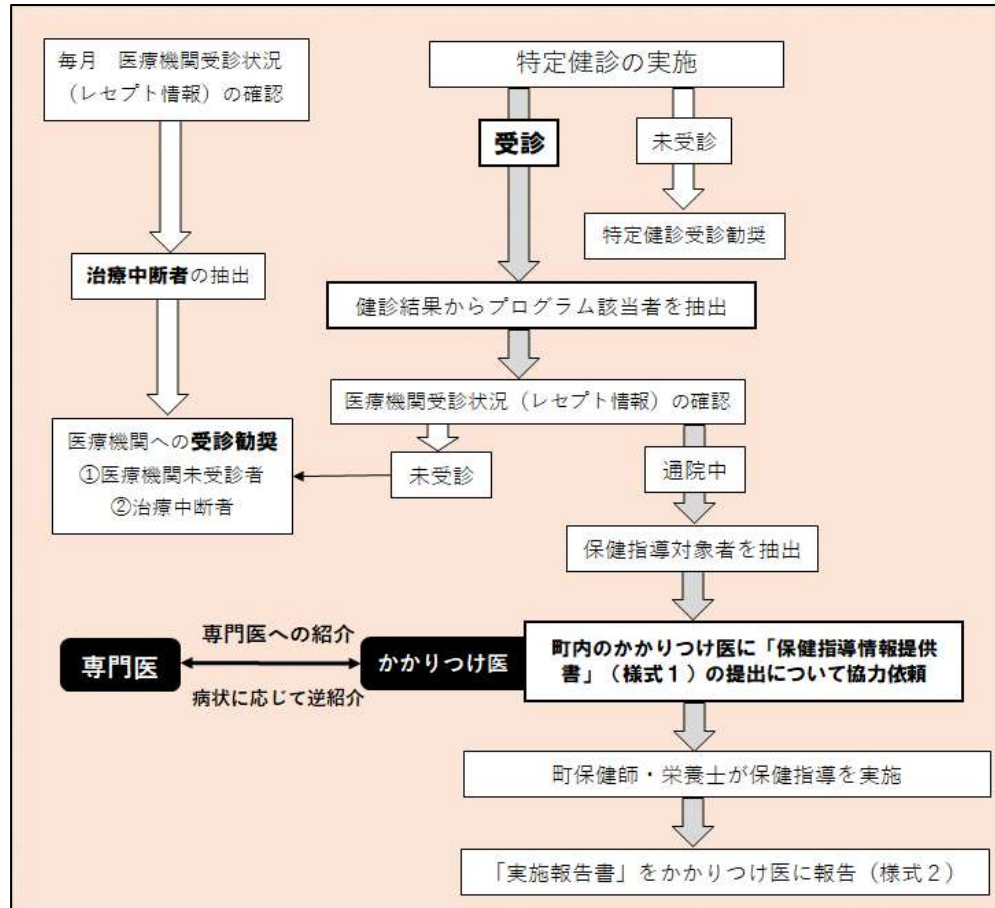 毎月　医療機関受診状況
（レセプト情報）の確認
特定健診の実施
受診
未受診
特定健診受診勧奨
治療中断者の抽出
健診結果からプログラム該当者を抽出
医療機関受診状況（レセプト情報）の確認
医療機関への受診勧奨
①医療機関未受診者
②治療中断者
未受診
通院中
保健指導対象者を抽出
専門医
専門医への紹介
病状に応じて逆紹介
かかりつけ医
町内のかかりつけ医に「保健指導情報提供
書」（様式１）の提出について協力依頼
町保健師・栄養士が保健指導を実施
「実施報告書」をかかりつけ医に報告（様式２）